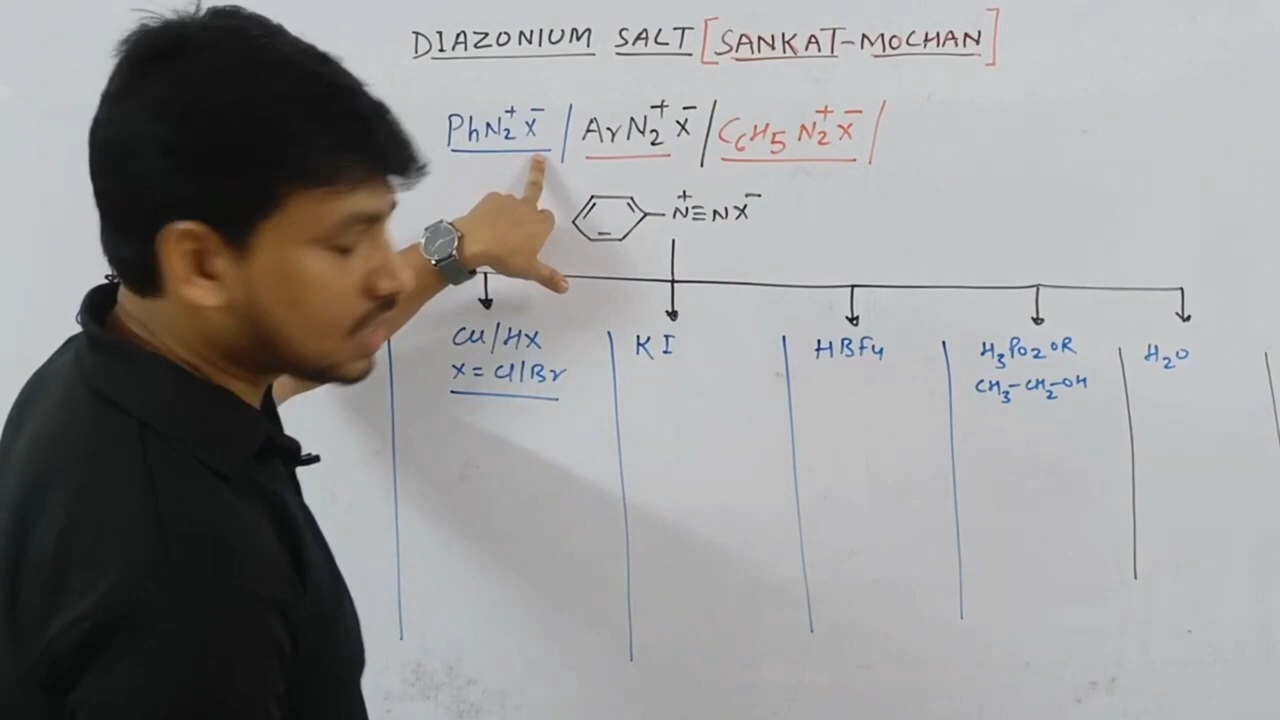 DIAZONIUM SALT [SANKAT-MOCHAN]
PhN₂⁺X⁻ / ArN₂⁺X⁻ / C₆H₅N₂⁺X⁻ /
N⁺≡NX⁻
Cu/HX
X = Cl/Br
KI
HBF₄
H₃PO₂ OR
CH₃-CH₂-OH
H₂O